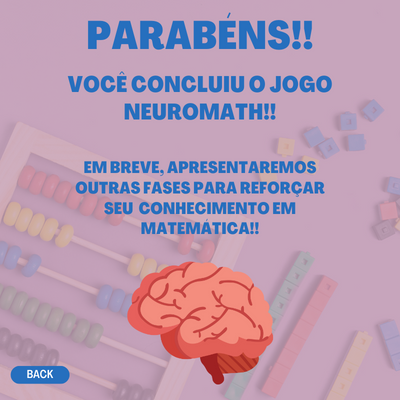 PARABÉNS!!
VOCÊ CONCLUIU O JOGO
NEUROMATH!!
EM BREVE, APRESENTAREMOS
OUTRAS FASES PARA REFORÇAR
SEU CONHECIMENTO EM
MATEMÁTICA!!
BACK